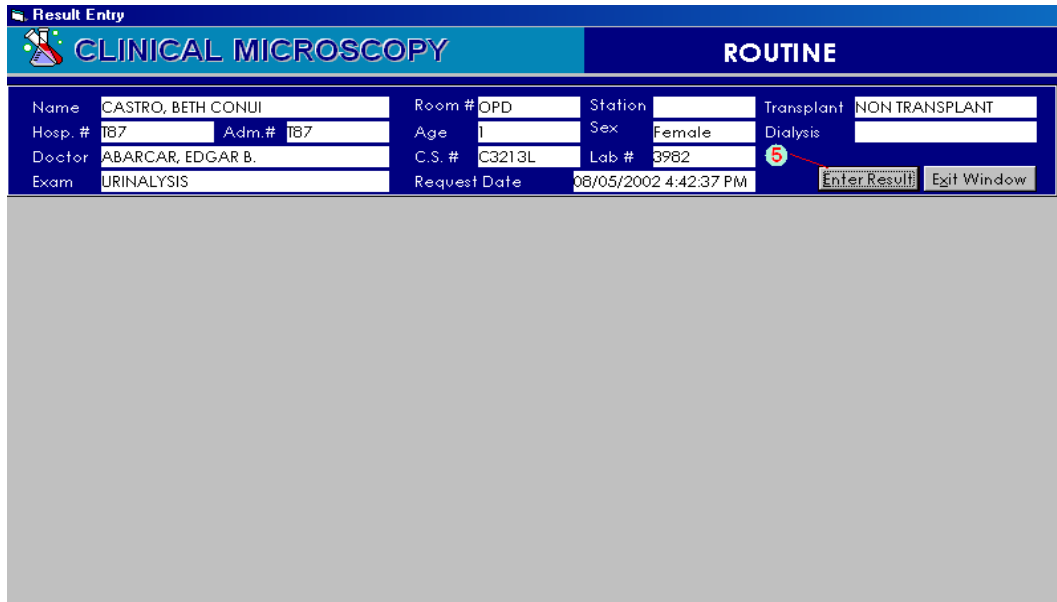 Result Entry
CLINICAL MICROSCOPY ROUTINE
Name CASTRO, BETH CONUI Room # OPD Station Transplant NON TRANSPLANT
Hosp. # T87 Adm.# T87 Age 1 Sex Female Dialysis
Doctor ABARCAR, EDGAR B. C.S. # C3213L Lab # 3982 5
Exam URINALYSIS Request Date 08/05/2002 4:42:37 PM Enter Result Exit Window